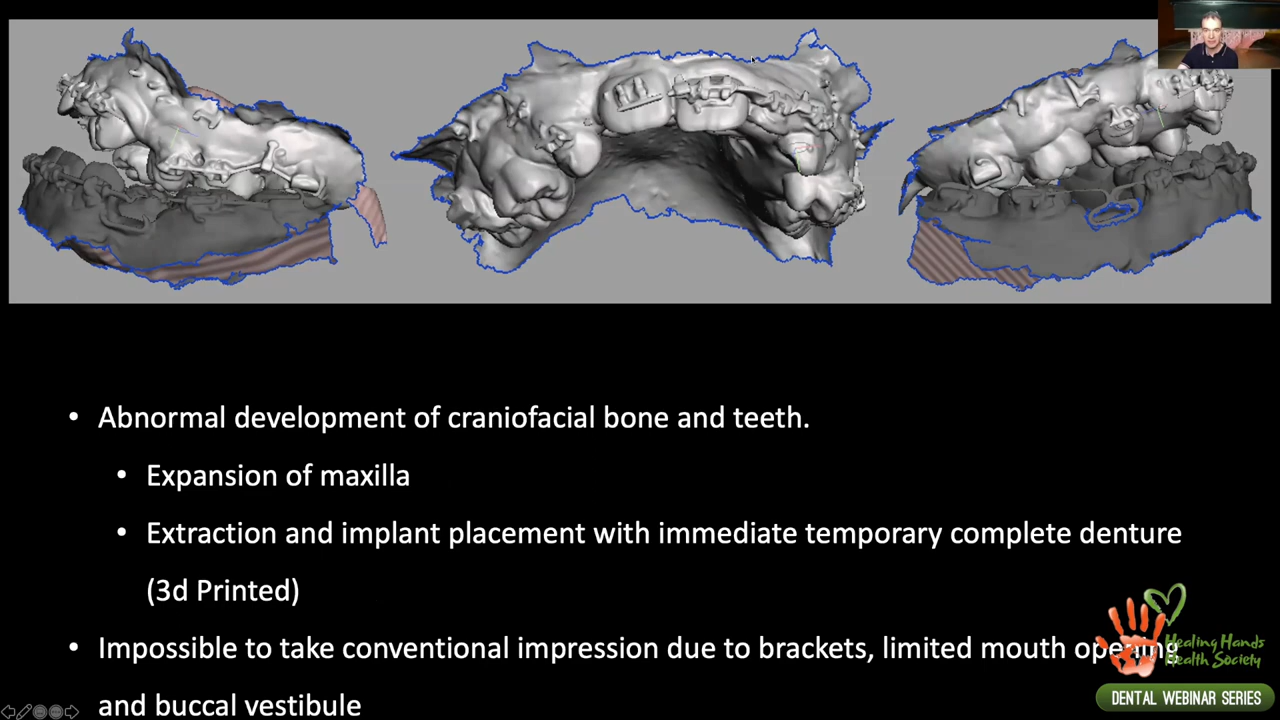 • Abnormal development of craniofacial bone and teeth.
• Expansion of maxilla
• Extraction and implant placement with immediate temporary complete denture
(3d Printed)
• Impossible to take conventional impression due to brackets, limited mouth opening
and buccal vestibule
Healing Hands
Health Society
DENTAL WEBINAR SERIES